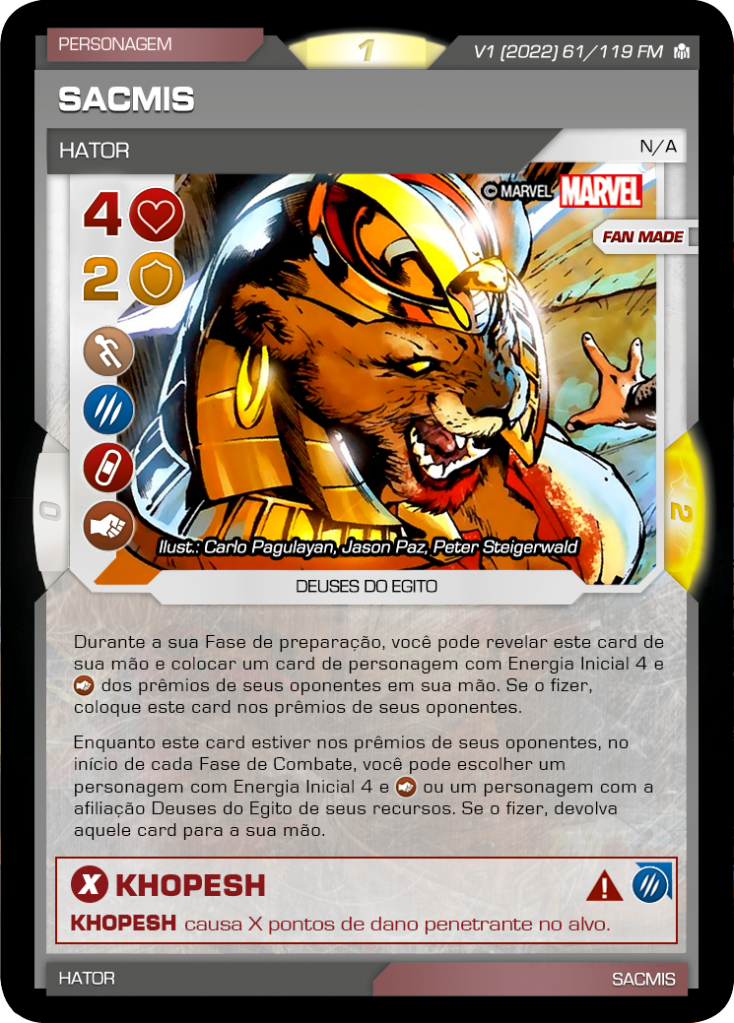 PERSONAGEM
1
V1 (2022) 61/119 FM
SACMIS
HATOR
N/A
© MARVEL MARVEL
4
FAN MADE
2
0
2
Ilust.: Carlo Pagulayan, Jason Paz, Peter Steigerwald
DEUSES DO EGITO
Durante a sua Fase de preparação, você pode revelar este card de
sua mão e colocar um card de personagem com Energia Inicial 4 e
dos prêmios de seus oponentes em sua mão. Se o fizer,
coloque este card nos prêmios de seus oponentes.
Enquanto este card estiver nos prêmios de seus oponentes, no
início de cada Fase de Combate, você pode escolher um
personagem com Energia Inicial 4 e ou um personagem com a
afiliação Deuses do Egito de seus recursos. Se o fizer, devolva
aquele card para a sua mão.
X KHOPESH
KHOPESH causa X pontos de dano penetrante no alvo.
HATOR
SACMIS